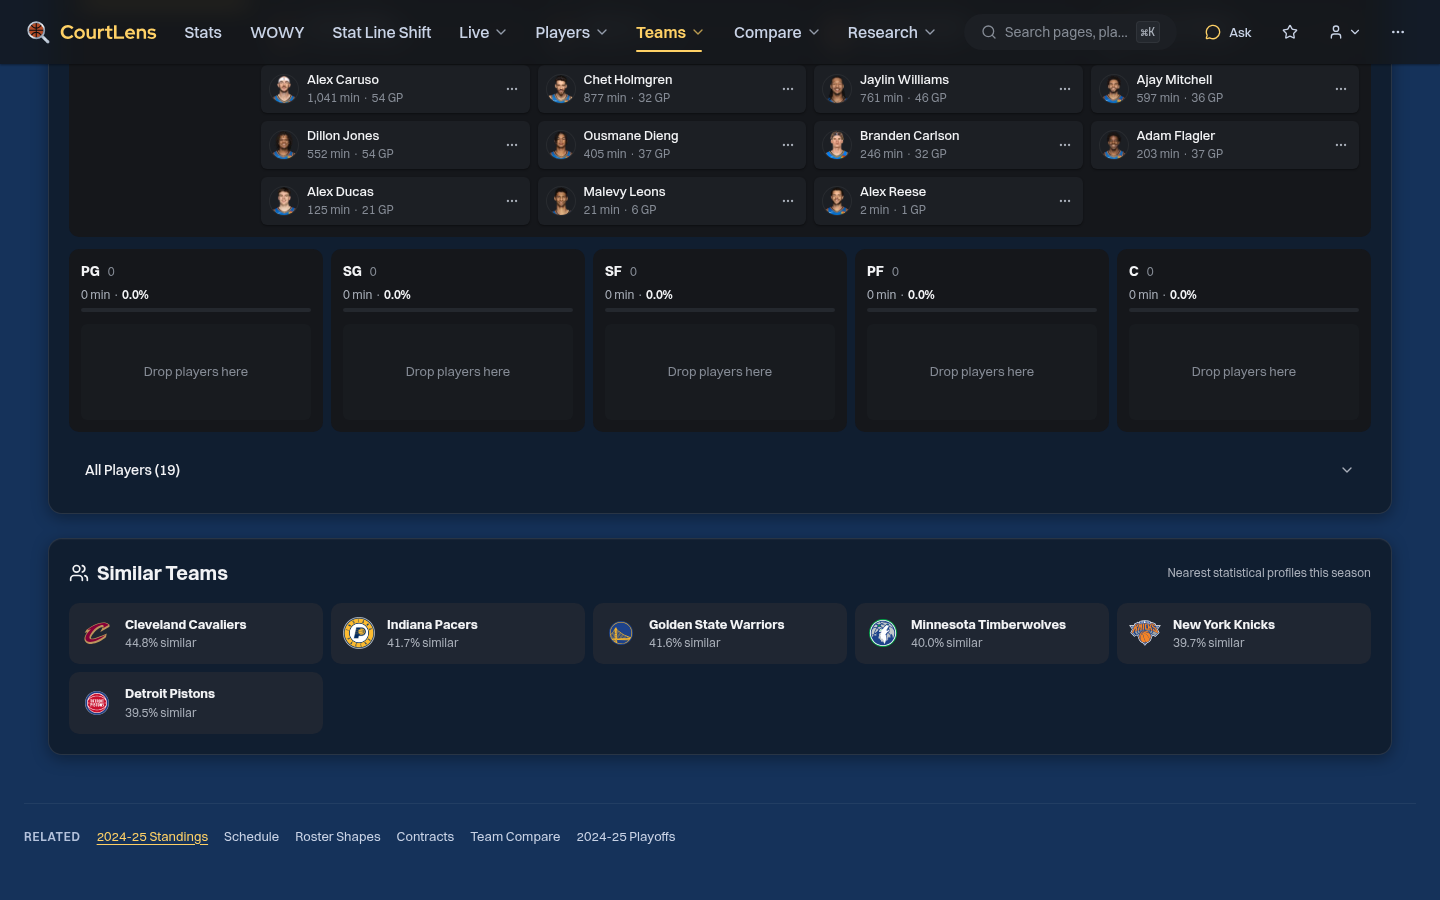 CourtLens Stats WOWY Stat Line Shift Live Players Teams Compare Research Search pages, pla... ⌘K Ask
Alex Caruso
1,041 min · 54 GP
Chet Holmgren
877 min · 32 GP
Jaylin Williams
761 min · 46 GP
Ajay Mitchell
597 min · 36 GP
Dillon Jones
552 min · 54 GP
Ousmane Dieng
405 min · 37 GP
Branden Carlson
246 min · 32 GP
Adam Flagler
203 min · 37 GP
Alex Ducas
125 min · 21 GP
Malevy Leons
21 min · 6 GP
Alex Reese
2 min · 1 GP
PG 0
0 min · 0.0%
Drop players here
SG 0
0 min · 0.0%
Drop players here
SF 0
0 min · 0.0%
Drop players here
PF 0
0 min · 0.0%
Drop players here
C 0
0 min · 0.0%
Drop players here
All Players (19)
Similar Teams
Nearest statistical profiles this season
Cleveland Cavaliers
44.8% similar
Indiana Pacers
41.7% similar
Golden State Warriors
41.6% similar
Minnesota Timberwolves
40.0% similar
New York Knicks
39.7% similar
Detroit Pistons
39.5% similar
RELATED 2024-25 Standings Schedule Roster Shapes Contracts Team Compare 2024-25 Playoffs